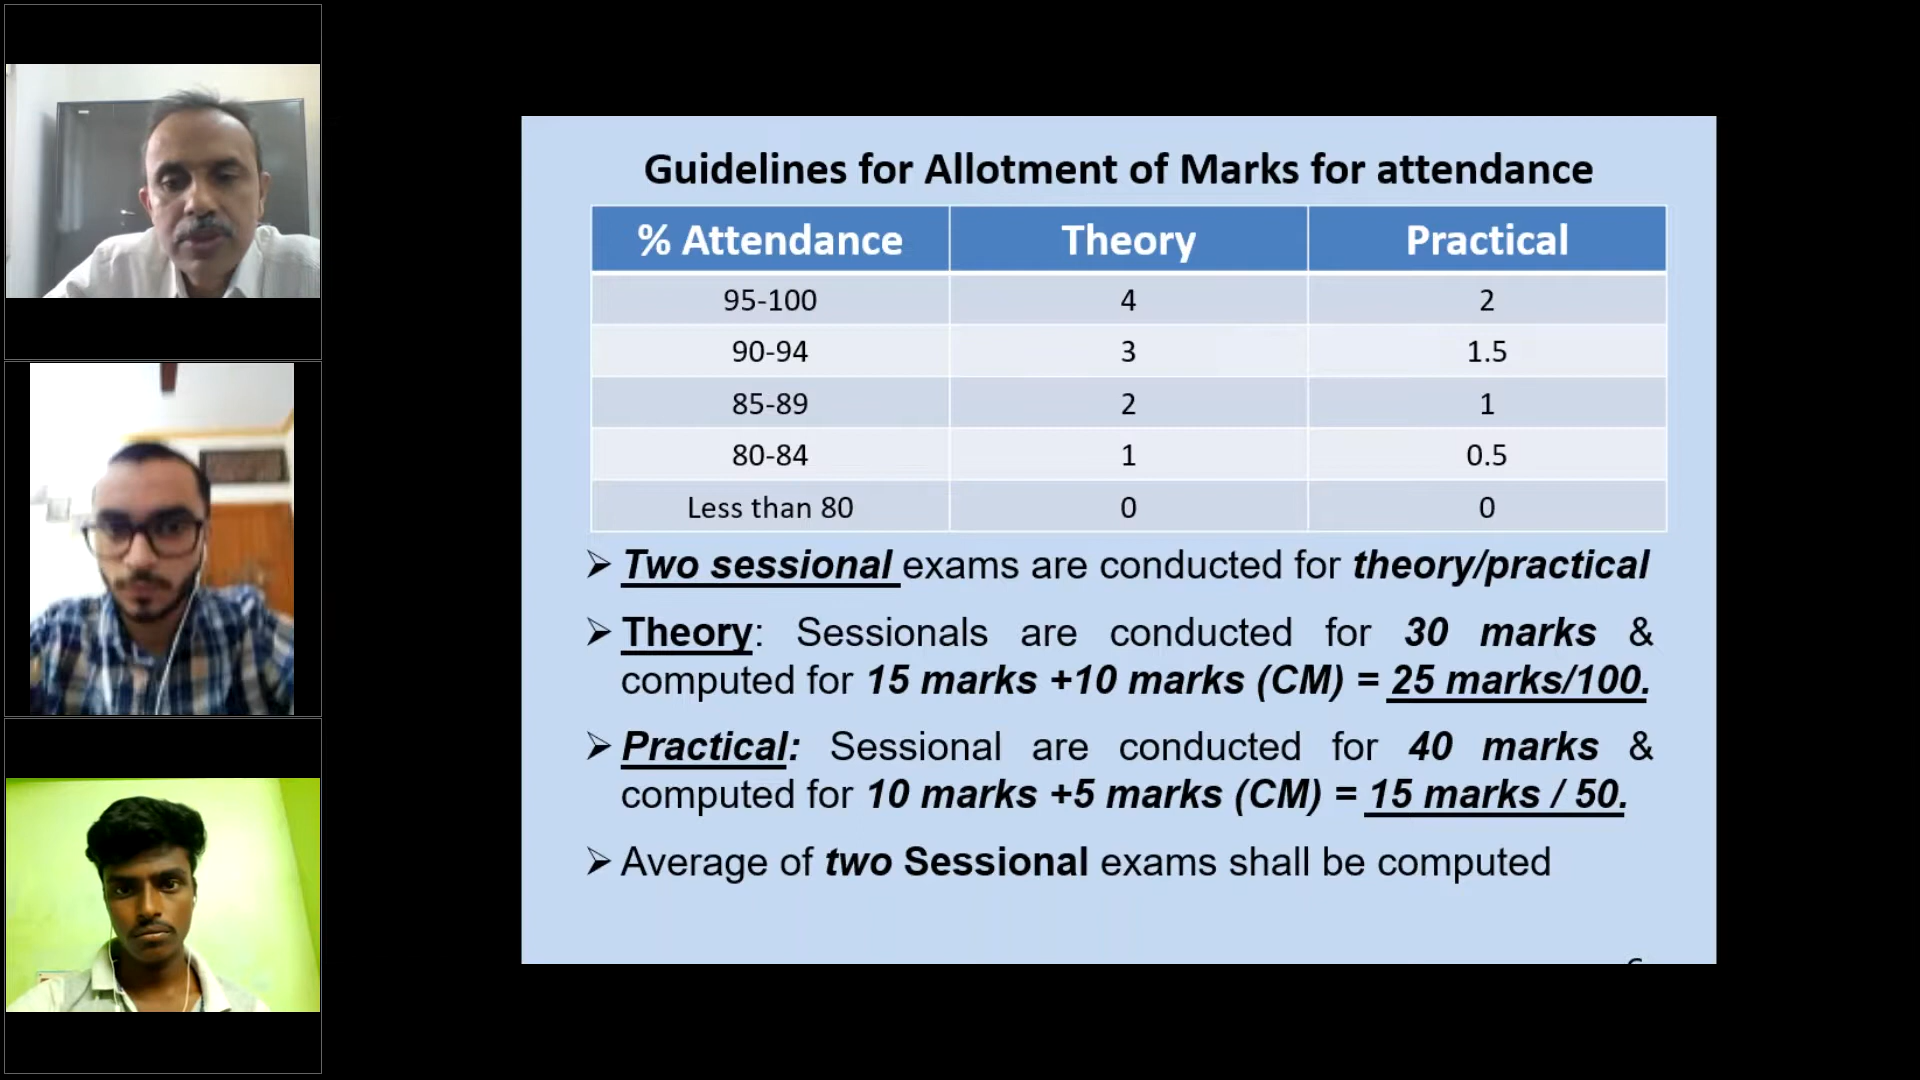 Guidelines for Allotment of Marks for attendance
% Attendance Theory Practical
95-100 4 2
90-94 3 1.5
85-89 2 1
80-84 1 0.5
Less than 80 0 0
➢ Two sessional exams are conducted for theory/practical
➢ Theory: Sessionals are conducted for 30 marks &
computed for 15 marks +10 marks (CM) = 25 marks/100.
➢ Practical: Sessional are conducted for 40 marks &
computed for 10 marks +5 marks (CM) = 15 marks / 50.
➢ Average of two Sessional exams shall be computed